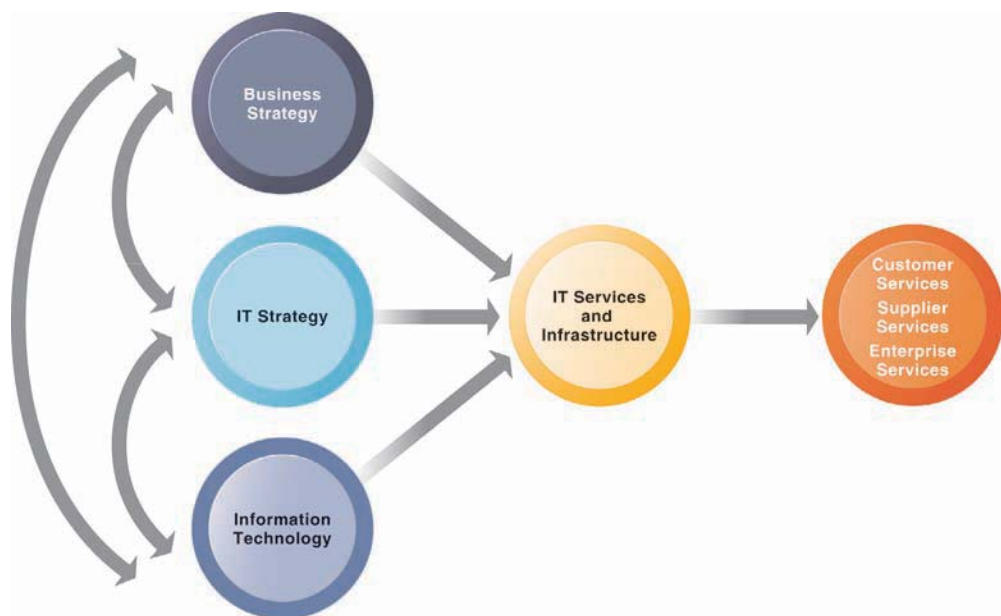 Business
Strategy
IT Strategy
Information
Technology
IT Services
and
Infrastructure
Customer
Services
Supplier
Services
Enterprise
Services